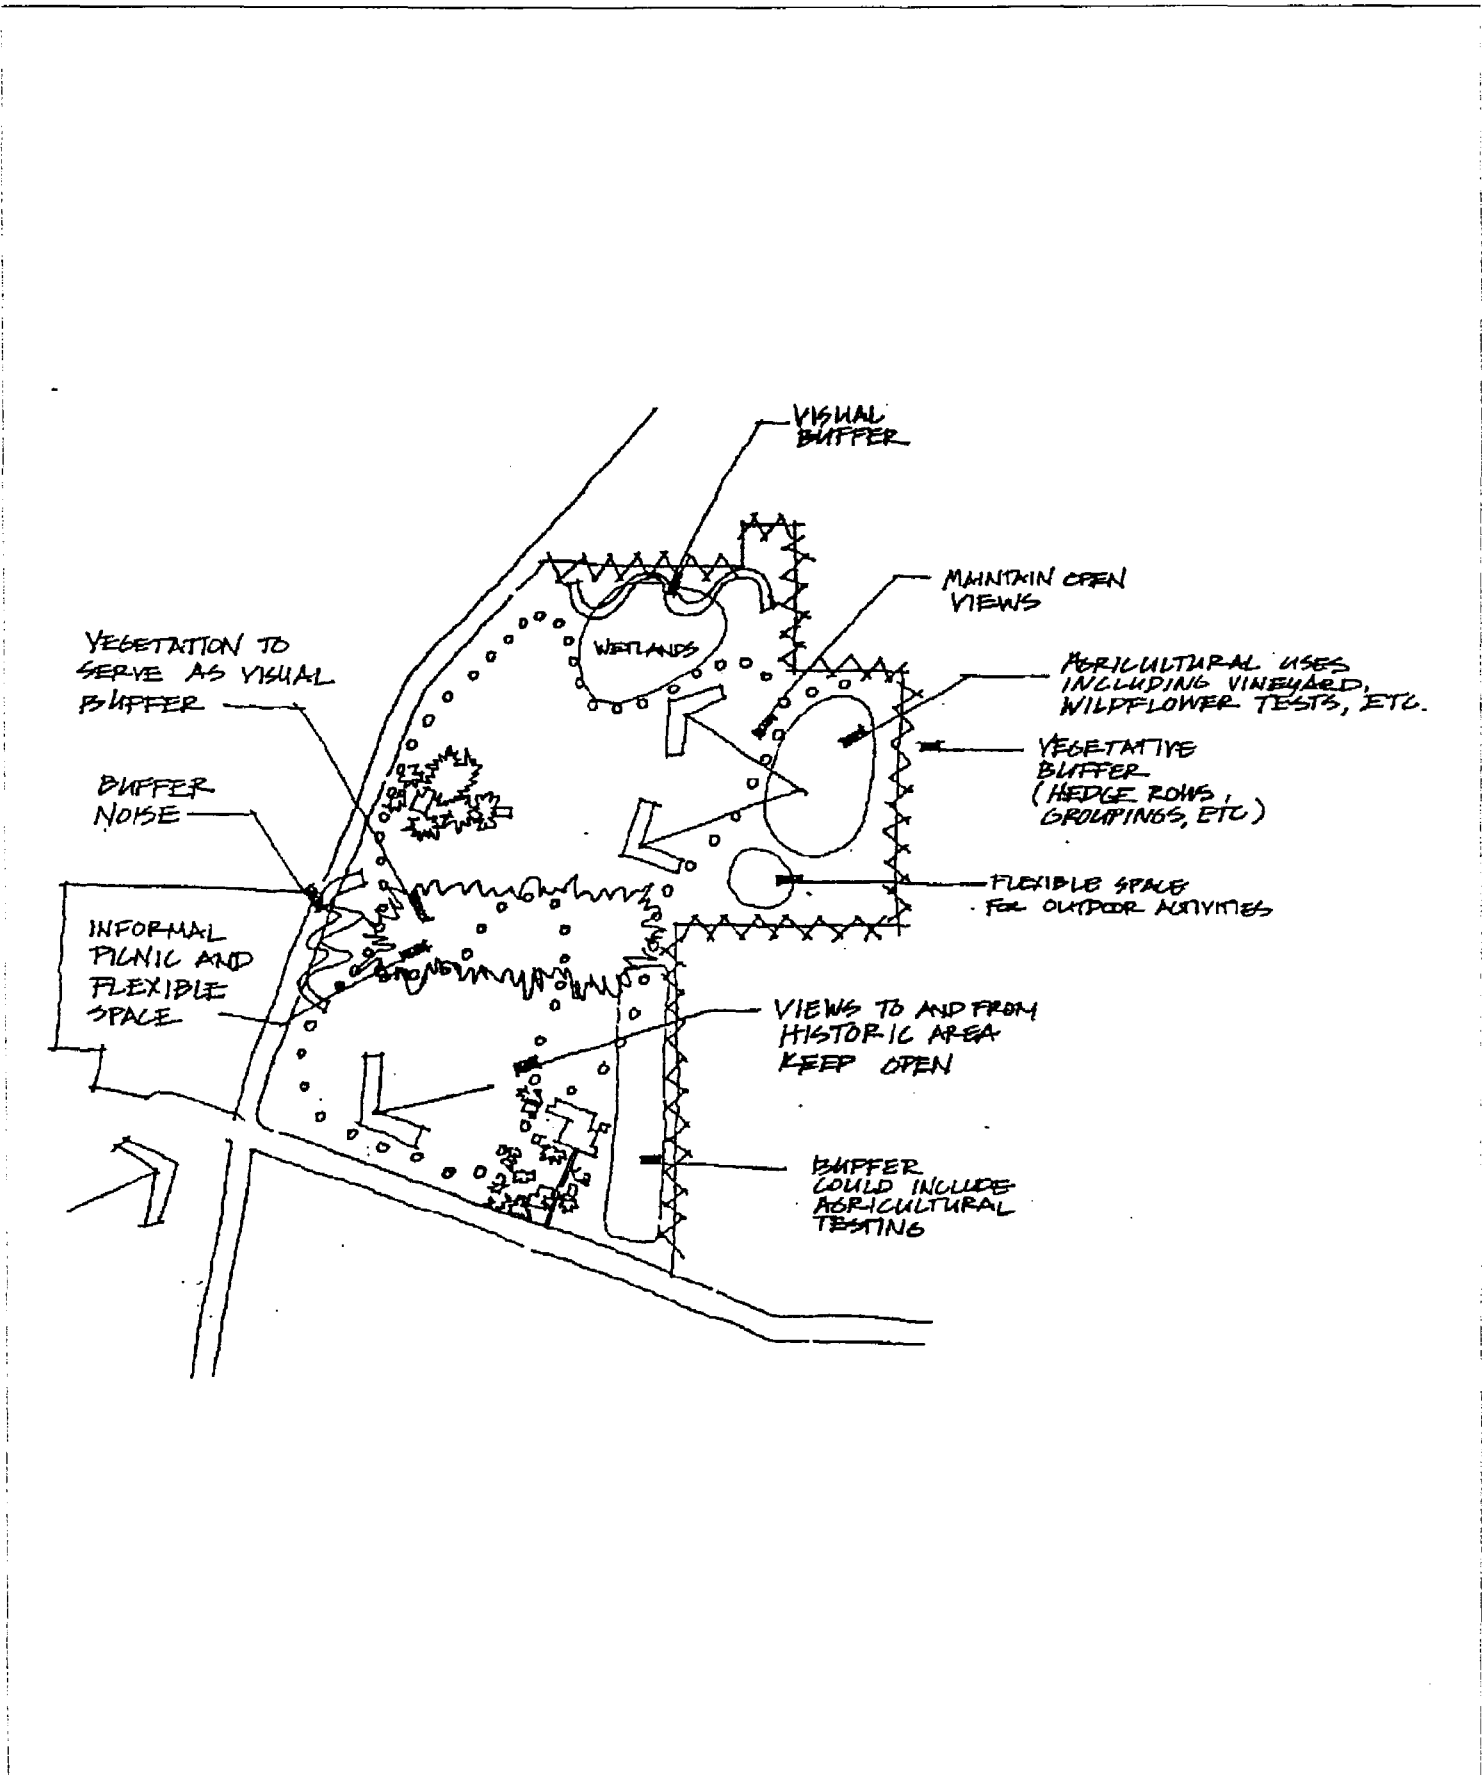 VISUAL
BUFFER
MAINTAIN OPEN
VIEWS
WETLANDS
VEGETATION TO
SERVE AS VISUAL
BUFFER
AGRICULTURAL USES
INCLUDING VINEYARD,
WILDFLOWER TESTS, ETC.
VEGETATIVE
BUFFER
(HEDGE ROWS,
GROUPINGS, ETC)
BUFFER
NOISE
FLEXIBLE SPACE
FOR OUTDOOR ACTIVITIES
INFORMAL
PICNIC AND
FLEXIBLE
SPACE
VIEWS TO AND FROM
HISTORIC AREA
KEEP OPEN
BUFFER
COULD INCLUDE
AGRICULTURAL
TESTING